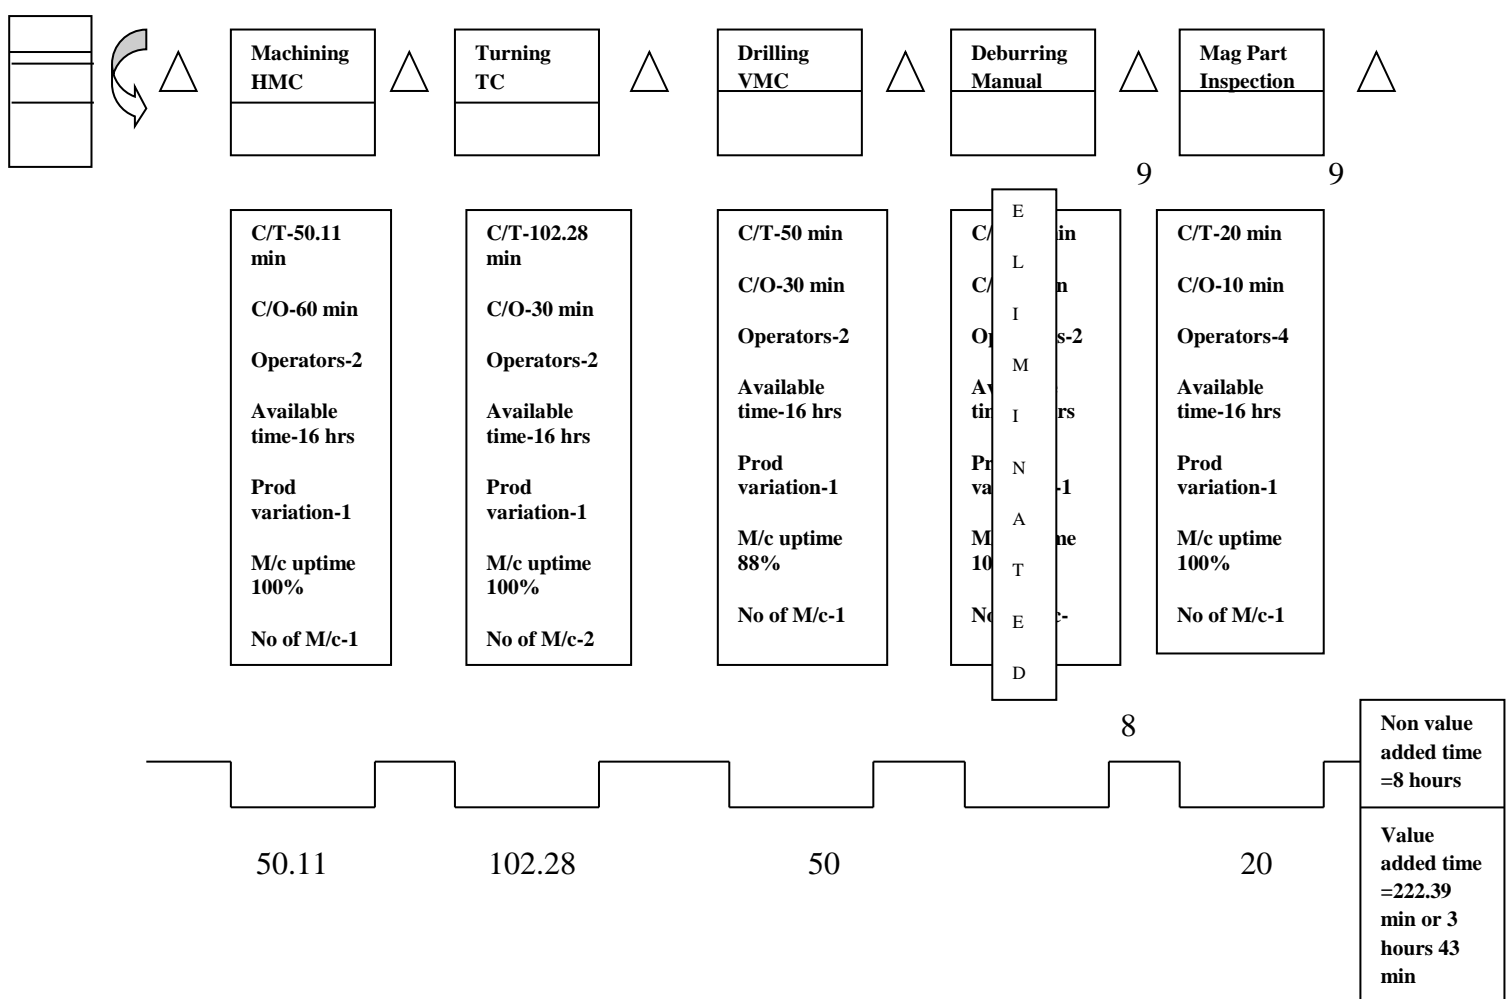 Machining
HMC
Turning
TC
Drilling
VMC
Deburring
Manual
Mag Part
Inspection
9
9
C/T-50.11
min
C/O-60 min
Operators-2
Available
time-16 hrs
Prod
variation-1
M/c uptime
100%
No of M/c-1
C/T-102.28
min
C/O-30 min
Operators-2
Available
time-16 hrs
Prod
variation-1
M/c uptime
100%
No of M/c-2
C/T-50 min
C/O-30 min
Operators-2
Available
time-16 hrs
Prod
variation-1
M/c uptime
88%
No of M/c-1
E
L
I
M
I
N
A
T
E
D
C/T-20 min
C/O-10 min
Operators-4
Available
time-16 hrs
Prod
variation-1
M/c uptime
100%
No of M/c-1
8
50.11
102.28
50
20
Non value
added time
=8 hours
Value
added time
=222.39
min or 3
hours 43
min